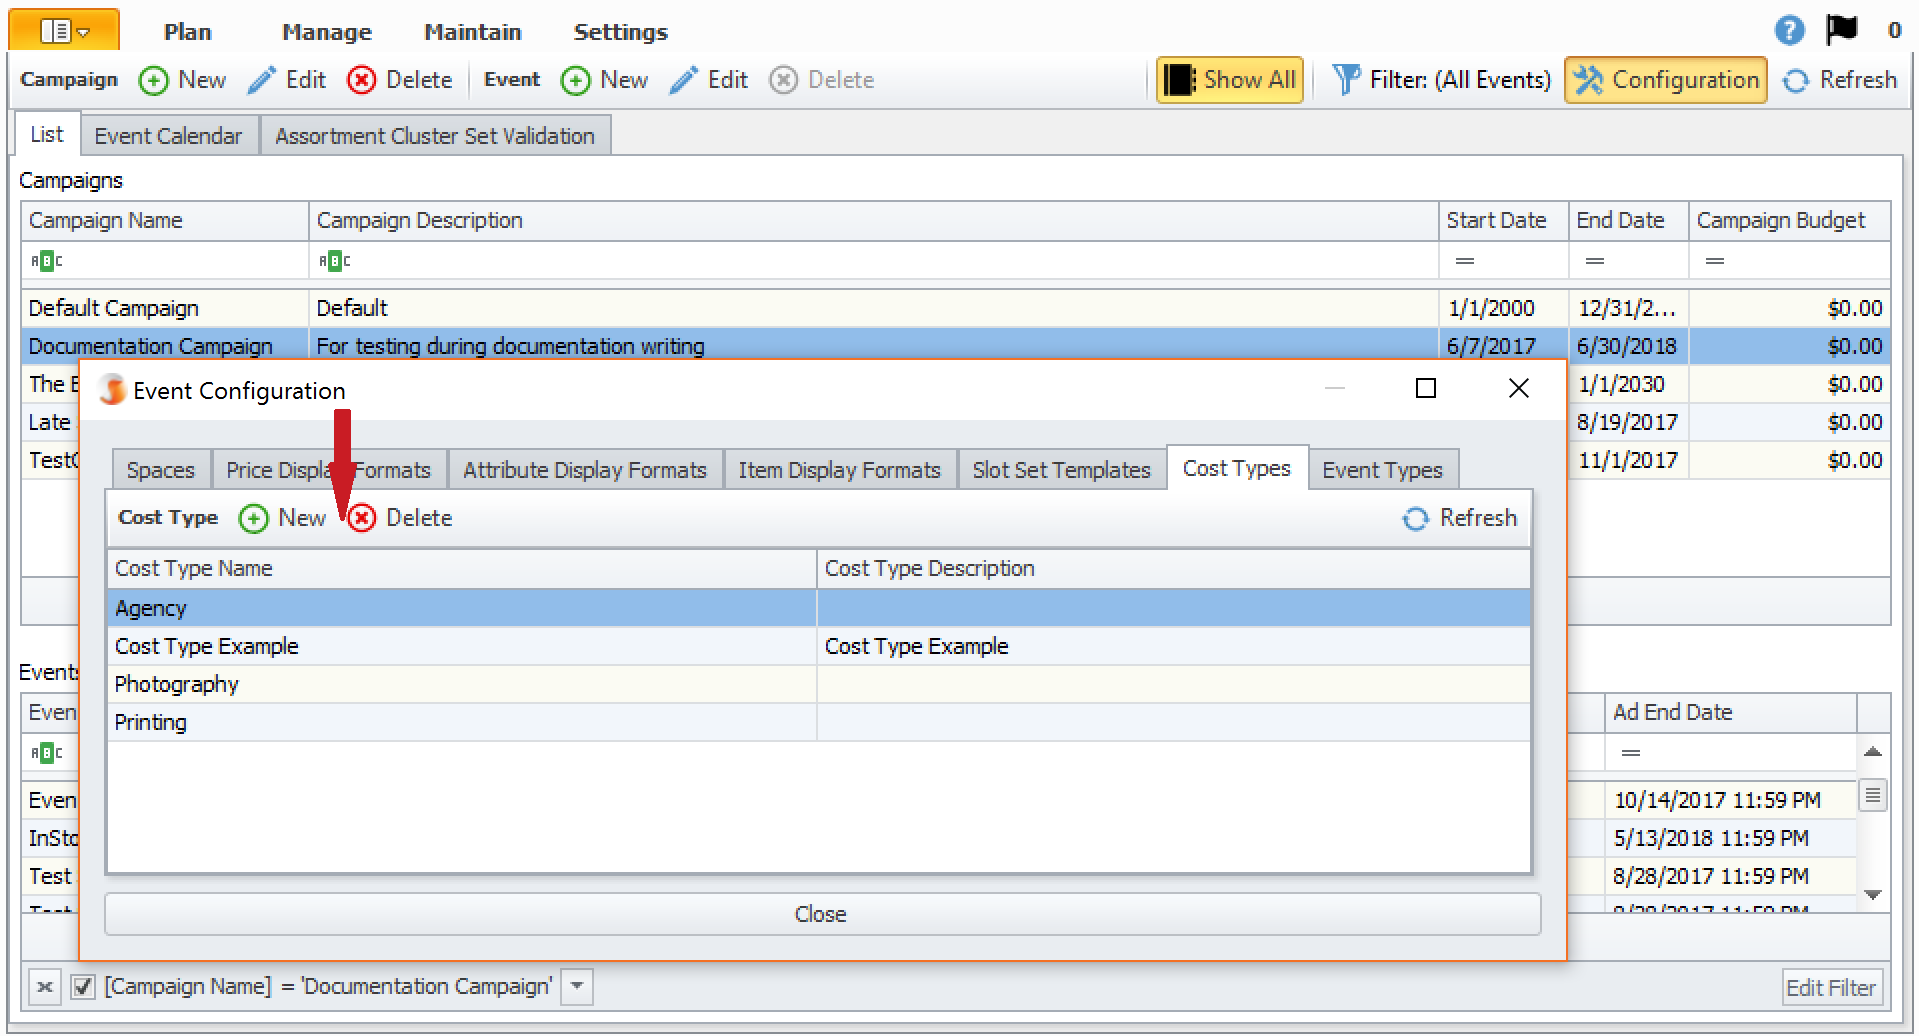 Plan Manage Maintain Settings ? 0
Campaign New Edit Delete Event New Edit Delete Show All Filter: (All Events) Configuration Refresh
List Event Calendar Assortment Cluster Set Validation
Campaigns
Campaign Name Campaign Description Start Date End Date Campaign Budget
ABC ABC = = =
Default Campaign Default 1/1/2000 12/31/2... $0.00
Documentation Campaign For testing during documentation writing 6/7/2017 6/30/2018 $0.00
The 1/1/2030 $0.00
Late 8/19/2017 $0.00
11/1/2017 $0.00
Event Configuration
Spaces Price Display Formats Attribute Display Formats Item Display Formats Slot Set Templates Cost Types Event Types
Cost Type New Delete Refresh
Cost Type Name Cost Type Description
Agency
Cost Type Example Cost Type Example
Photography
Printing
Close
Events
Even Ad End Date
ABC =
Even 10/14/2017 11:59 PM
InSto 5/13/2018 11:59 PM
Test 8/28/2017 11:59 PM
[Campaign Name] = 'Documentation Campaign' Edit Filter